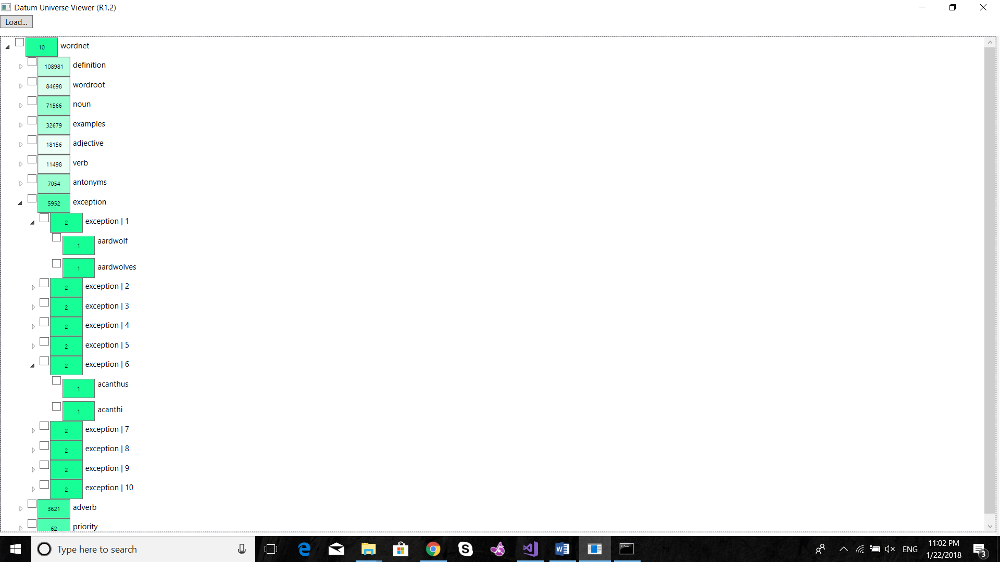 Datum Universe Viewer (R1.2)
Load...
10 wordnet
108981 definition
84698 wordroot
71566 noun
32679 examples
18156 adjective
11498 verb
7054 antonyms
5952 exception
2 exception | 1
1 aardwolf
1 aardwolves
2 exception | 2
2 exception | 3
2 exception | 4
2 exception | 5
2 exception | 6
1 acanthus
1 acanthi
2 exception | 7
2 exception | 8
2 exception | 9
2 exception | 10
3621 adverb
62 priority
Type here to search
ENG
11:02 PM
1/22/2018
3